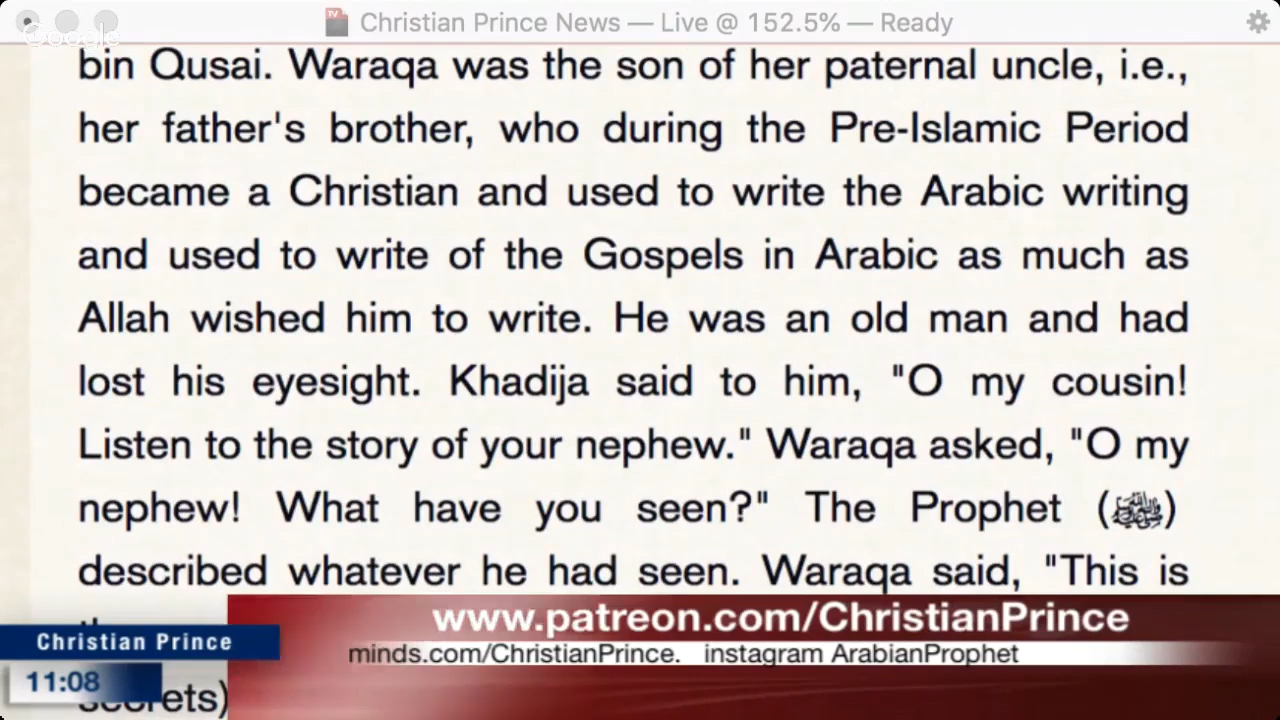 Christian Prince News — Live @ 152.5% — Ready
Google
TV
bin Qusai. Waraqa was the son of her paternal uncle, i.e.,
her father's brother, who during the Pre-Islamic Period
became a Christian and used to write the Arabic writing
and used to write of the Gospels in Arabic as much as
Allah wished him to write. He was an old man and had
lost his eyesight. Khadija said to him, "O my cousin!
Listen to the story of your nephew." Waraqa asked, "O my
nephew! What have you seen?" The Prophet (ﷺ)
described whatever he had seen. Waraqa said, "This is
www.patreon.com/ChristianPrince
Christian Prince
minds.com/ChristianPrince. instagram ArabianProphet
11:08